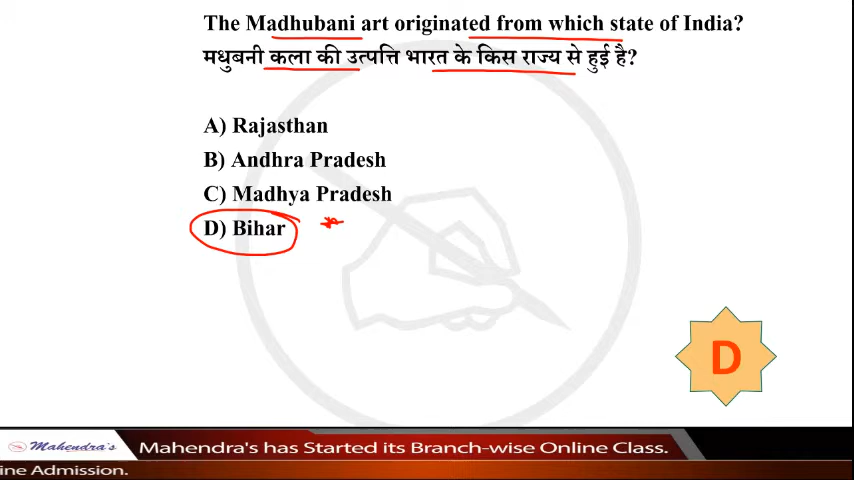 The Madhubani art originated from which state of India?
मधुबनी कला की उत्पत्ति भारत के किस राज्य से हुई है?
A) Rajasthan
B) Andhra Pradesh
C) Madhya Pradesh
D) Bihar
D
Mahendra's
Mahendra's has Started its Branch-wise Online Class.
ine Admission.